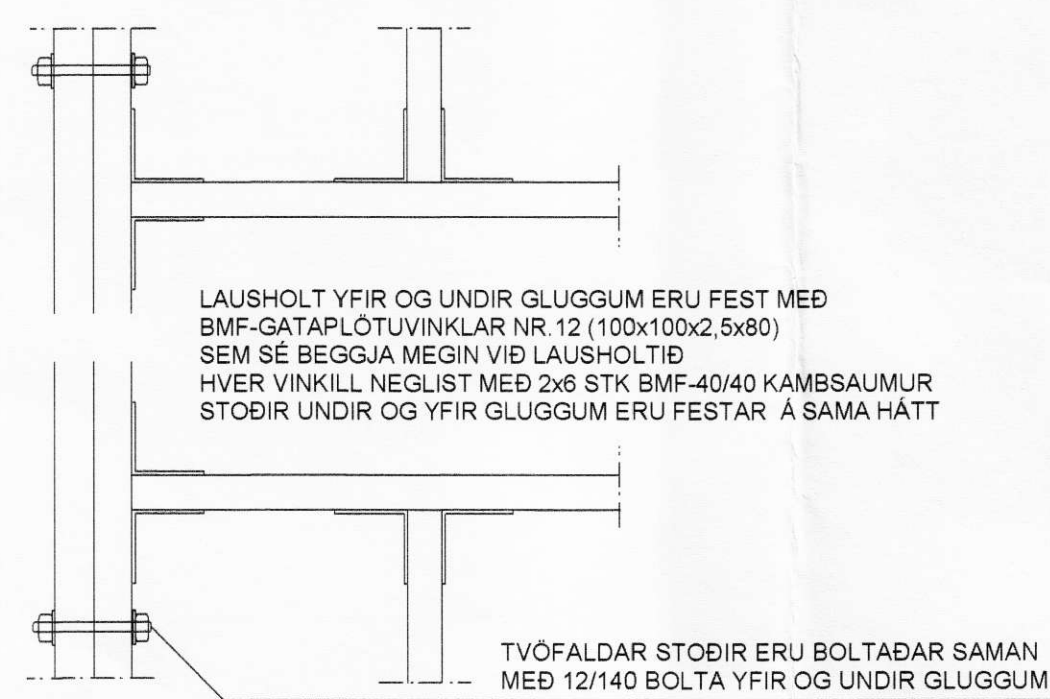 LAUSHOLT YFIR OG UNDIR GLUGGUM ERU FEST MEÐ
BMF-GATAPLÖTUVINKLAR NR.12 (100x100x2,5x80)
SEM SÉ BEGGJA MEGIN VIÐ LAUSHOLTIÐ
HVER VINKILL NEGLIST MEÐ 2x6 STK BMF-40/40 KAMBSAUMUR
STOÐIR UNDIR OG YFIR GLUGGUM ERU FESTAR Á SAMA HÁTT
TVÖFALDAR STOÐIR ERU BOLTAÐAR SAMAN
MEÐ 12/140 BOLTA YFIR OG UNDIR GLUGGUM